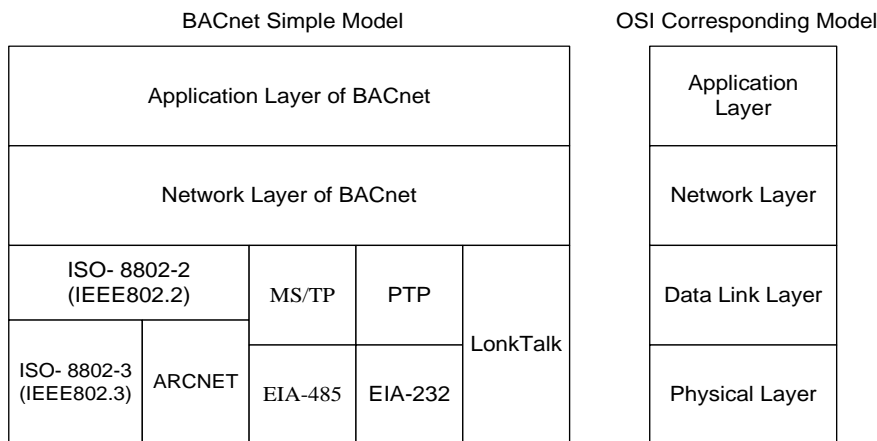 BACnet Simple Model
OSI Corresponding Model
Application Layer of BACnet
Application
Layer
Network Layer of BACnet
Network Layer
ISO- 8802-2
(IEEE802.2)
MS/TP
PTP
LonkTalk
Data Link Layer
ISO- 8802-3
(IEEE802.3)
ARCNET
EIA-485
EIA-232
Physical Layer